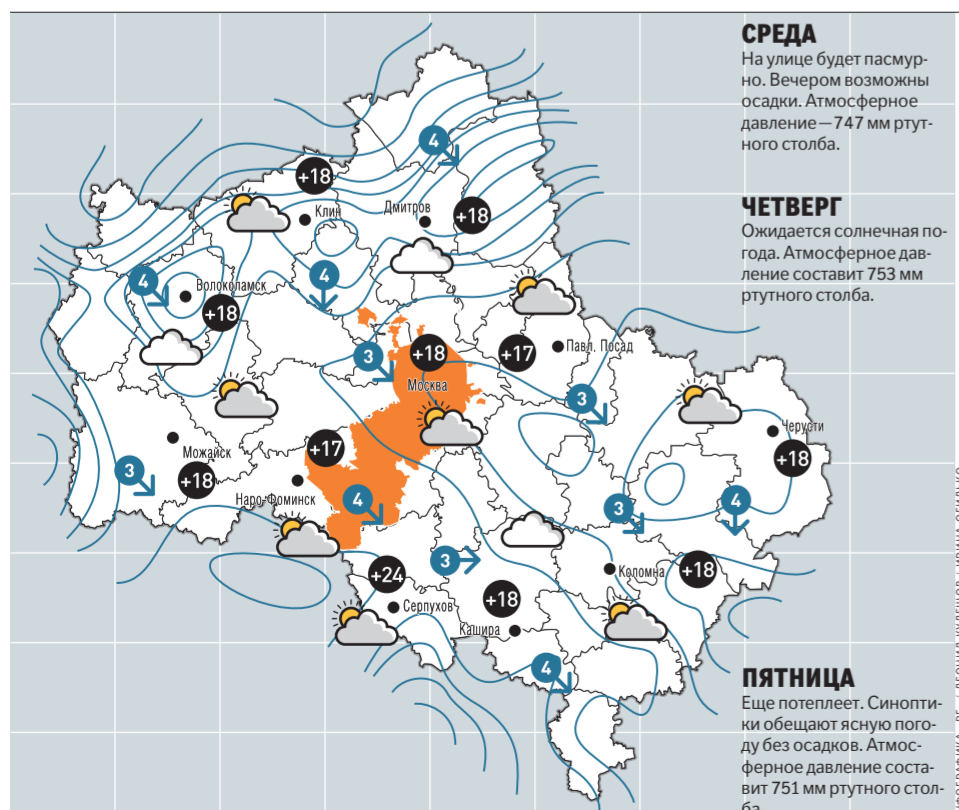 СРЕДА
На улице будет пасмур-
но. Вечером возможны
осадки. Атмосферное
давление — 747 мм ртут-
ного столба.
ЧЕТВЕРГ
Ожидается солнечная по-
года. Атмосферное дав-
ление составит 753 мм
ртутного столба.
4
+18
Клин
Дмитров
+18
4
Волоколамск
+18
4
3
+18
Москва
+17
Павл. Посад
3
Черусти
+18
Можайск
3
+18
+17
Наро-Фоминск
4
3
4
3
+24
Серпухов
+18
Кашира
Коломна
+18
4
ПЯТНИЦА
Еще потеплеет. Синопти-
ки обещают ясную пого-
ду без осадков. Атмос-
ферное давление соста-
вит 751 мм ртутного стол-
ба.